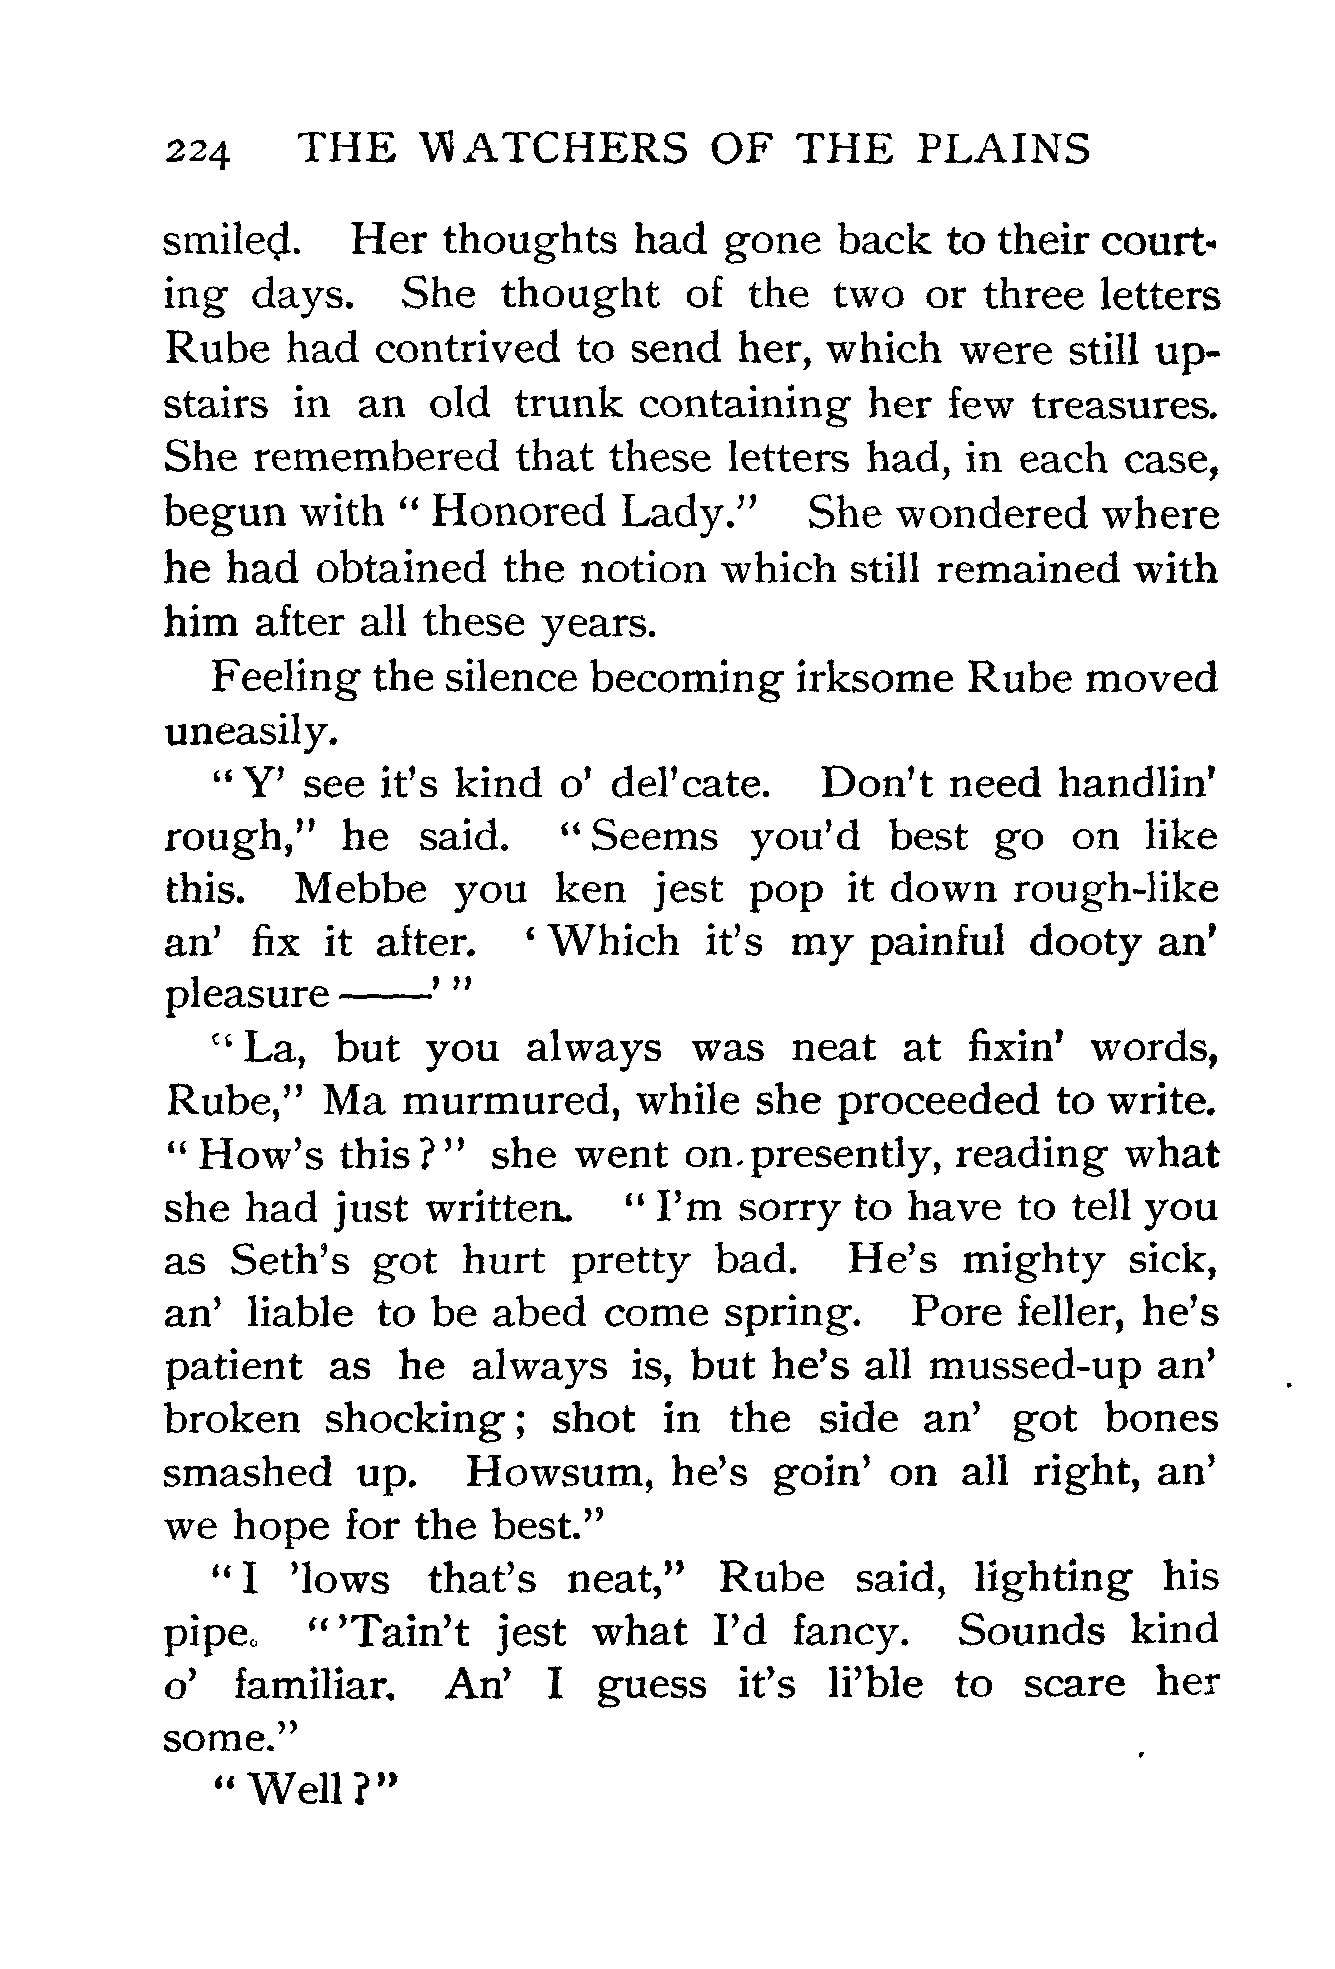 224 THE WATCHERS OF THE PLAINS
smiled. Her thoughts had gone back to their court-
ing days. She thought of the two or three letters
Rube had contrived to send her, which were still up-
stairs in an old trunk containing her few treasures.
She remembered that these letters had, in each case,
begun with “ Honored Lady.” She wondered where
he had obtained the notion which still remained with
him after all these years.
Feeling the silence becoming irksome Rube moved
uneasily.
“ Y’ see it’s kind o’ del’cate. Don’t need handlin’
rough,” he said. “ Seems you’d best go on like
this. Mebbe you ken jest pop it down rough-like
an’ fix it after. ‘ Which it’s my painful dooty an’
pleasure ——’ ”
“ La, but you always was neat at fixin’ words,
Rube,” Ma murmured, while she proceeded to write.
“ How’s this ? ” she went on presently, reading what
she had just written. “ I’m sorry to have to tell you
as Seth’s got hurt pretty bad. He’s mighty sick,
an’ liable to be abed come spring. Pore feller, he’s
patient as he always is, but he’s all mussed-up an’
broken shocking ; shot in the side an’ got bones
smashed up. Howsum, he’s goin’ on all right, an’
we hope for the best.”
“ I ’lows that’s neat,” Rube said, lighting his
pipe. “ ’Tain’t jest what I’d fancy. Sounds kind
o’ familiar. An’ I guess it’s li’ble to scare her
some.”
“ Well ? ”